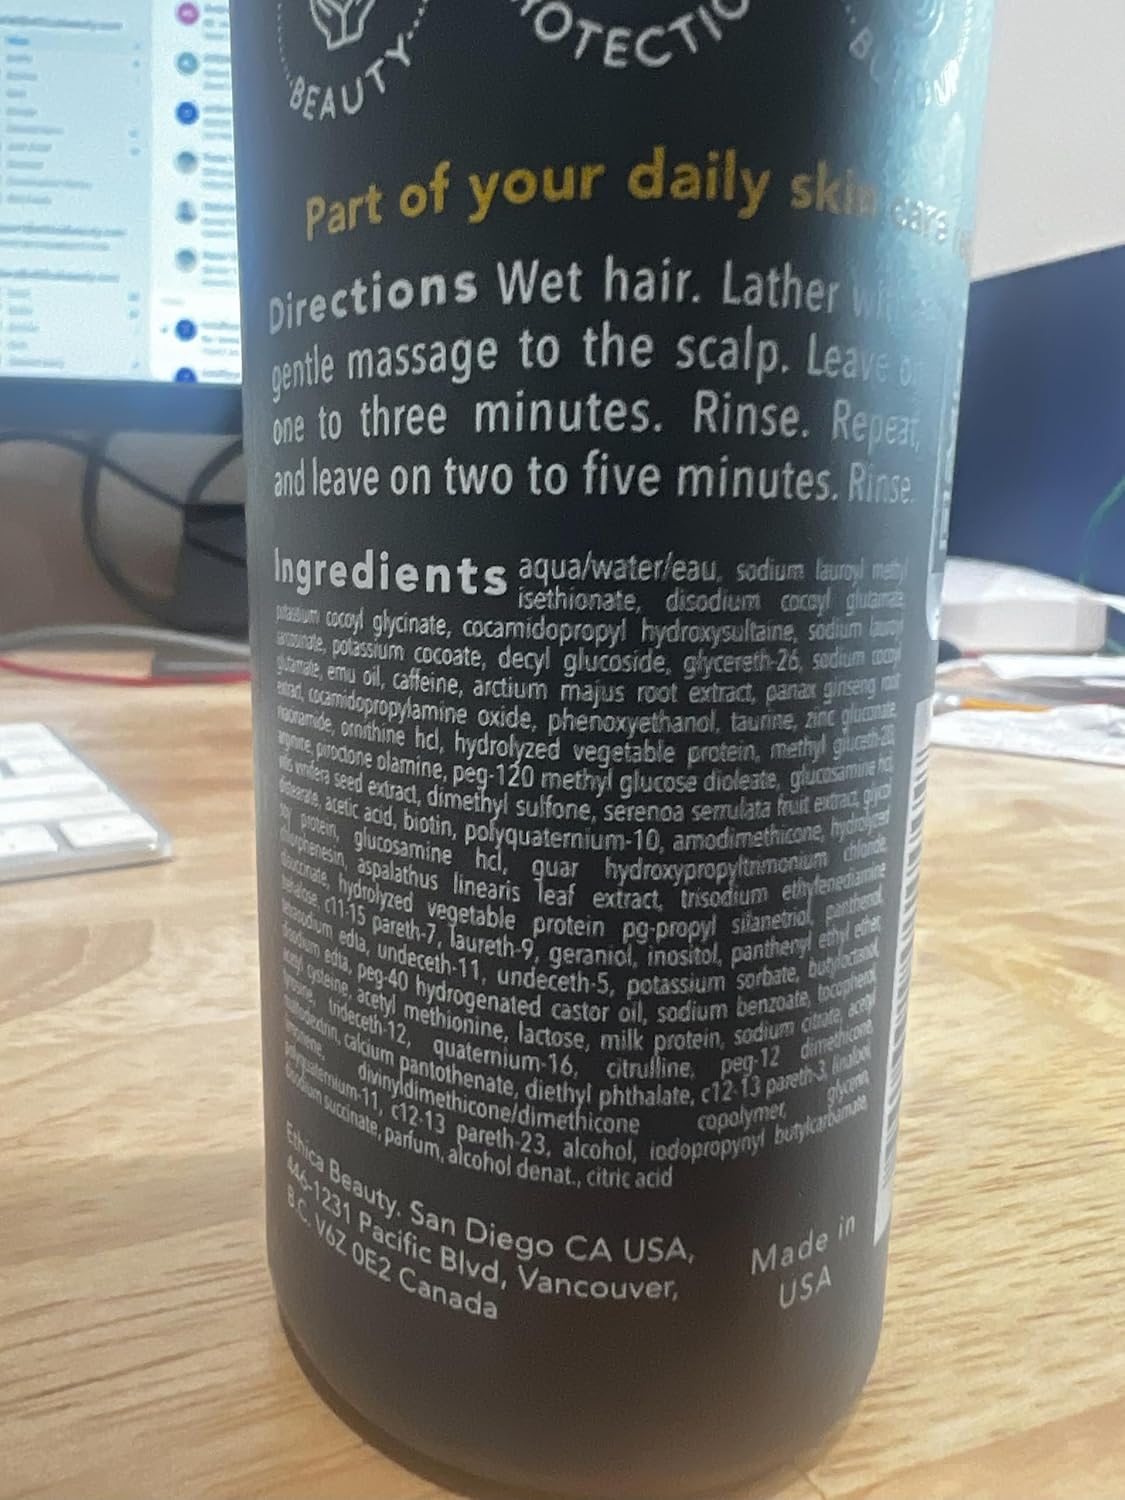 BEAUTY
OTECTIO
Part of your daily skin care
Directions Wet hair. Lather
gentle massage to the scalp. Leave on
one to three minutes. Rinse. Repeat,
and leave on two to five minutes. Rinse.
Ingredients aqua/water/eau, sodium lauroyl methyl
isethionate, disodium cocoyl glutamate,
potassium cocoyl glycinate, cocamidopropyl hydroxysultaine, sodium lauroyl
sarcosinate, potassium cocoate, decyl glucoside, glycereth-26, sodium cocoyl
glutamate, emu oil, caffeine, arctium majus root extract, panax ginseng root
extract, cocamidopropylamine oxide, phenoxyethanol, taurine, zinc gluconate,
niacinamide, ornithine hcl, hydrolyzed vegetable protein, methyl gluceth-20,
arginine, piroctone olamine, peg-120 methyl glucose dioleate, glucosamine hcl,
vitis vinifera seed extract, dimethyl sulfone, serenoa serrulata fruit extract, glycol
distearate, acetic acid, biotin, polyquaternium-10, amodimethicone, hydrolyzed
soy protein, glucosamine hcl, guar hydroxypropyltrimonium chloride,
chlorphenesin, aspalathus linearis leaf extract, trisodium ethylenediamine
disuccinate, hydrolyzed vegetable protein pg-propyl silanetriol, panthenol,
trehalose, c11-15 pareth-7, laureth-9, geraniol, inositol, panthenyl ethyl ether,
tetrasodium edta, undeceth-11, undeceth-5, potassium sorbate, butyloctanol,
disodium edta, peg-40 hydrogenated castor oil, sodium benzoate, tocopherol,
acetyl cysteine, acetyl methionine, lactose, milk protein, sodium citrate, acetyl
tyrosine, trideceth-12, quaternium-16, citrulline, peg-12 dimethicone,
maltodextrin, calcium pantothenate, diethyl phthalate, c12-13 pareth-3, linalool,
limonene, divinyldimethicone/dimethicone copolymer, glycerin,
polyquaternium-11, c12-13 pareth-23, alcohol, iodopropynyl butylcarbamate,
disodium succinate, parfum, alcohol denat., citric acid
Ethica Beauty. San Diego CA USA,
446-1231 Pacific Blvd, Vancouver,
B.C. V6Z 0E2 Canada
Made in
USA